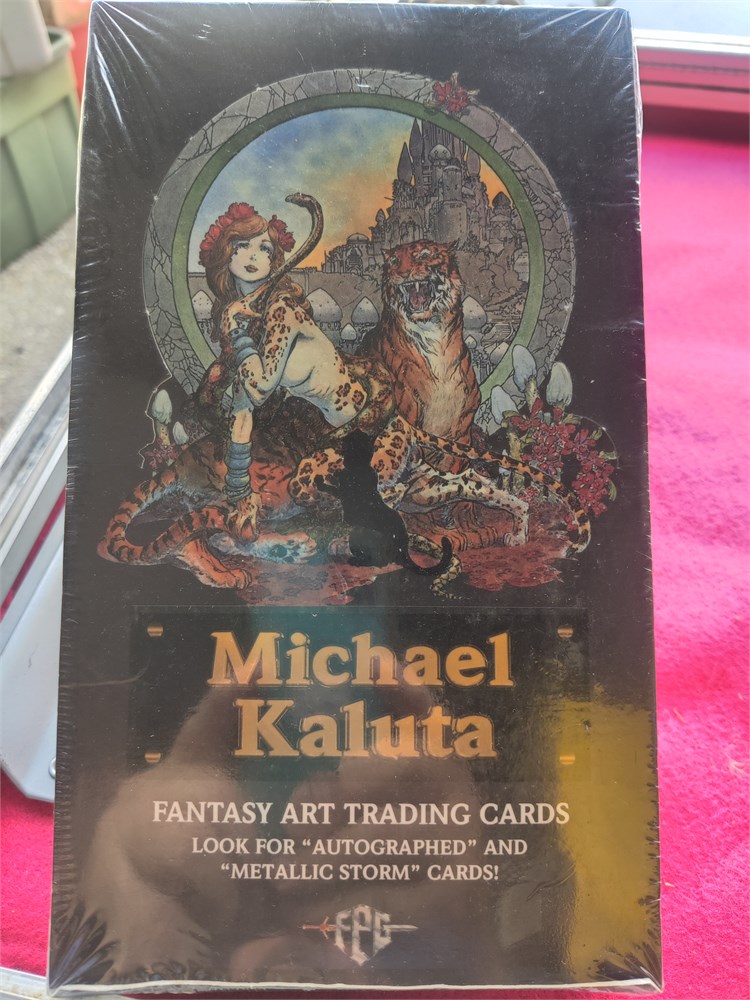 Michael
Kaluta
FANTASY ART TRADING CARDS
LOOK FOR "AUTOGRAPHED" AND
"METALLIC STORM" CARDS!
FPG